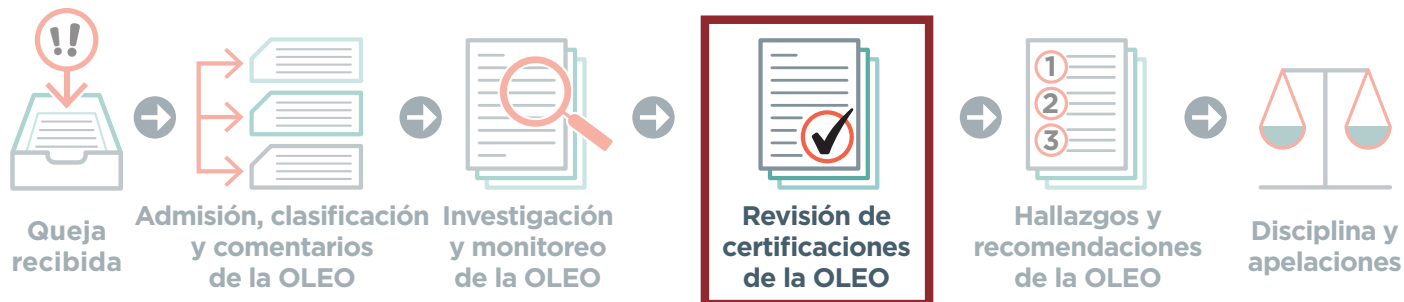 !!
Queja
recibida
Admisión, clasificación
y comentarios
de la OLEO
Investigación
y monitoreo
de la OLEO
Revisión de
certificaciones
de la OLEO
1
2
3
Hallazgos y
recomendaciones
de la OLEO
Disciplina y
apelaciones